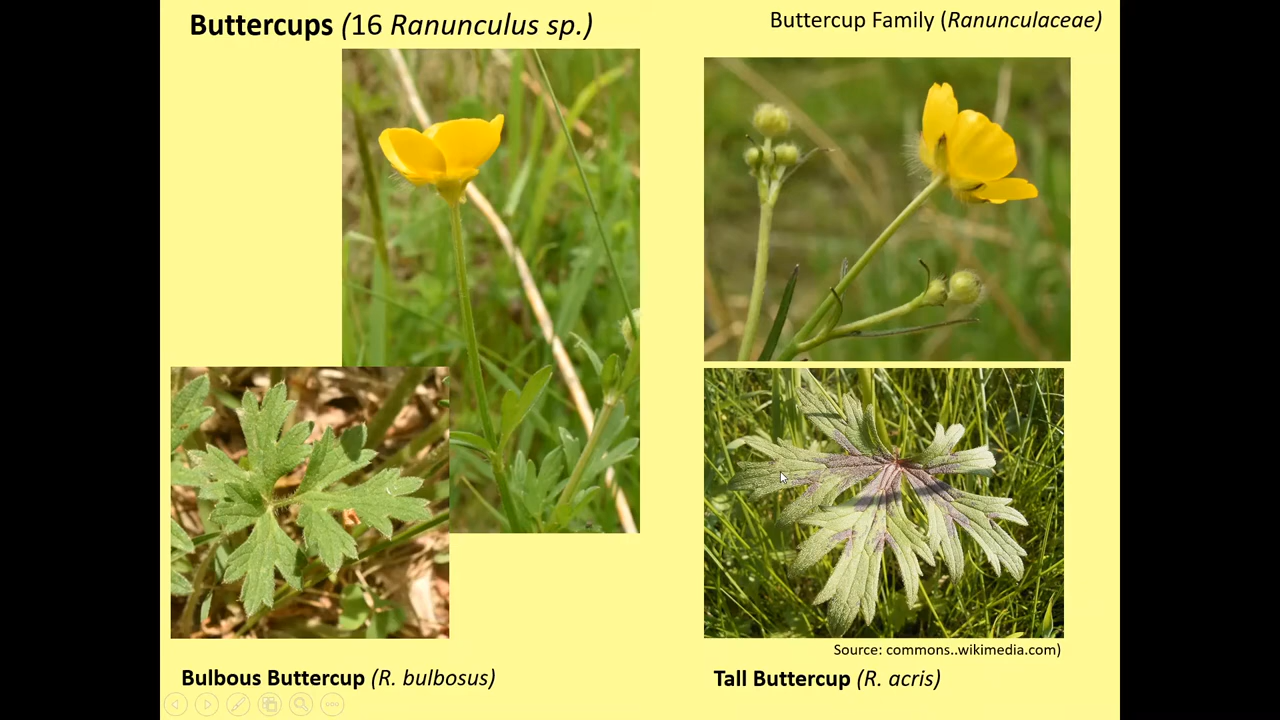 Buttercups (16 Ranunculus sp.)
Buttercup Family (Ranunculaceae)
Source: commons..wikimedia.com)
Bulbous Buttercup (R. bulbosus)
Tall Buttercup (R. acris)